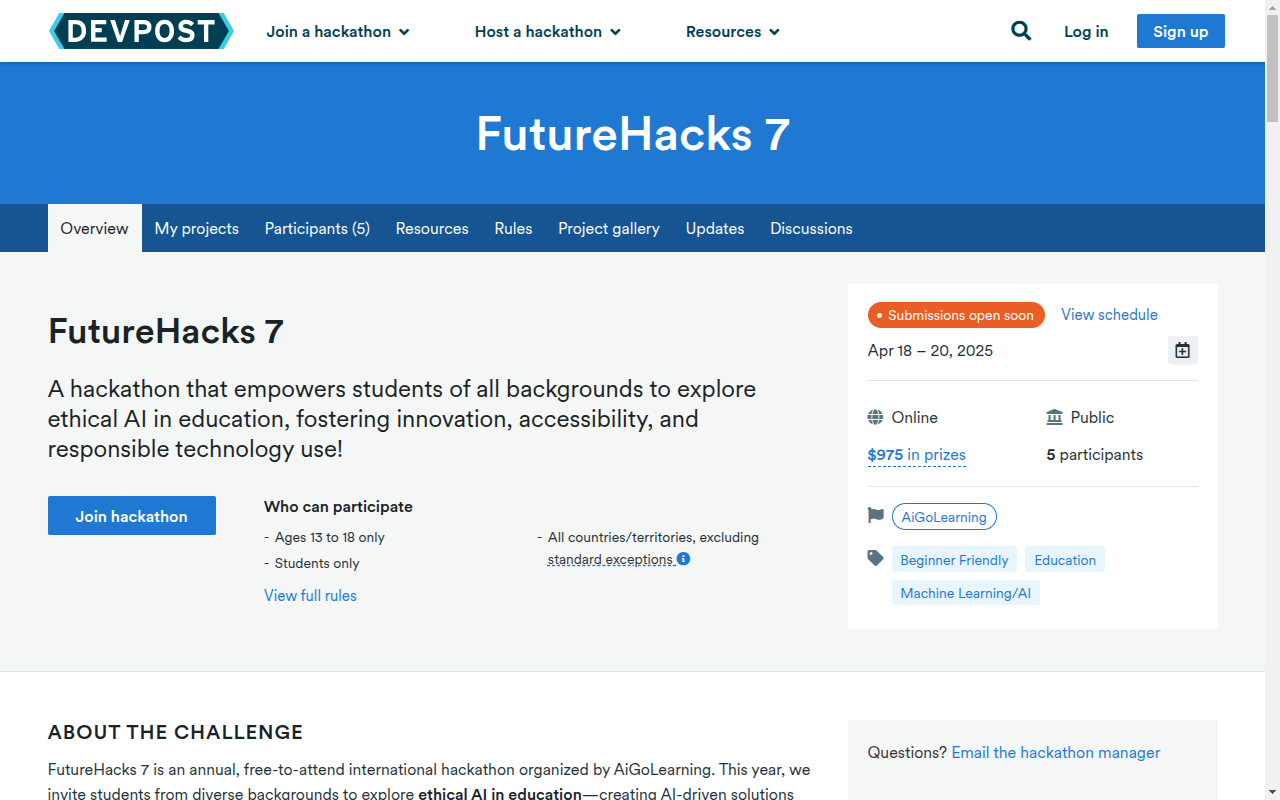 DEVPOST
Join a hackathon
Host a hackathon
Resources
Log in
Sign up
FutureHacks 7
Overview
My projects
Participants (5)
Resources
Rules
Project gallery
Updates
Discussions
FutureHacks 7
A hackathon that empowers students of all backgrounds to explore
ethical AI in education, fostering innovation, accessibility, and
responsible technology use!
Join hackathon
Who can participate
- Ages 13 to 18 only
- Students only
- All countries/territories, excluding
standard exceptions
View full rules
Submissions open soon
View schedule
Apr 18 – 20, 2025
Online
Public
$975 in prizes
5 participants
AiGoLearning
Beginner Friendly
Education
Machine Learning/AI
ABOUT THE CHALLENGE
FutureHacks 7 is an annual, free-to-attend international hackathon organized by AiGoLearning. This year, we
invite students from diverse backgrounds to explore ethical AI in education—creating AI-driven solutions
Questions? Email the hackathon manager